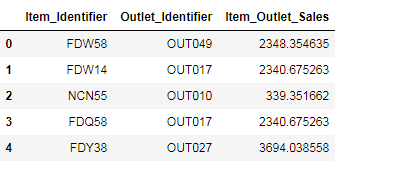 Item_Identifier Outlet_Identifier Item_Outlet_Sales
0 FDW58 OUT049 2348.354635
1 FDW14 OUT017 2340.675263
2 NCN55 OUT010 339.351662
3 FDQ58 OUT017 2340.675263
4 FDY38 OUT027 3694.038558